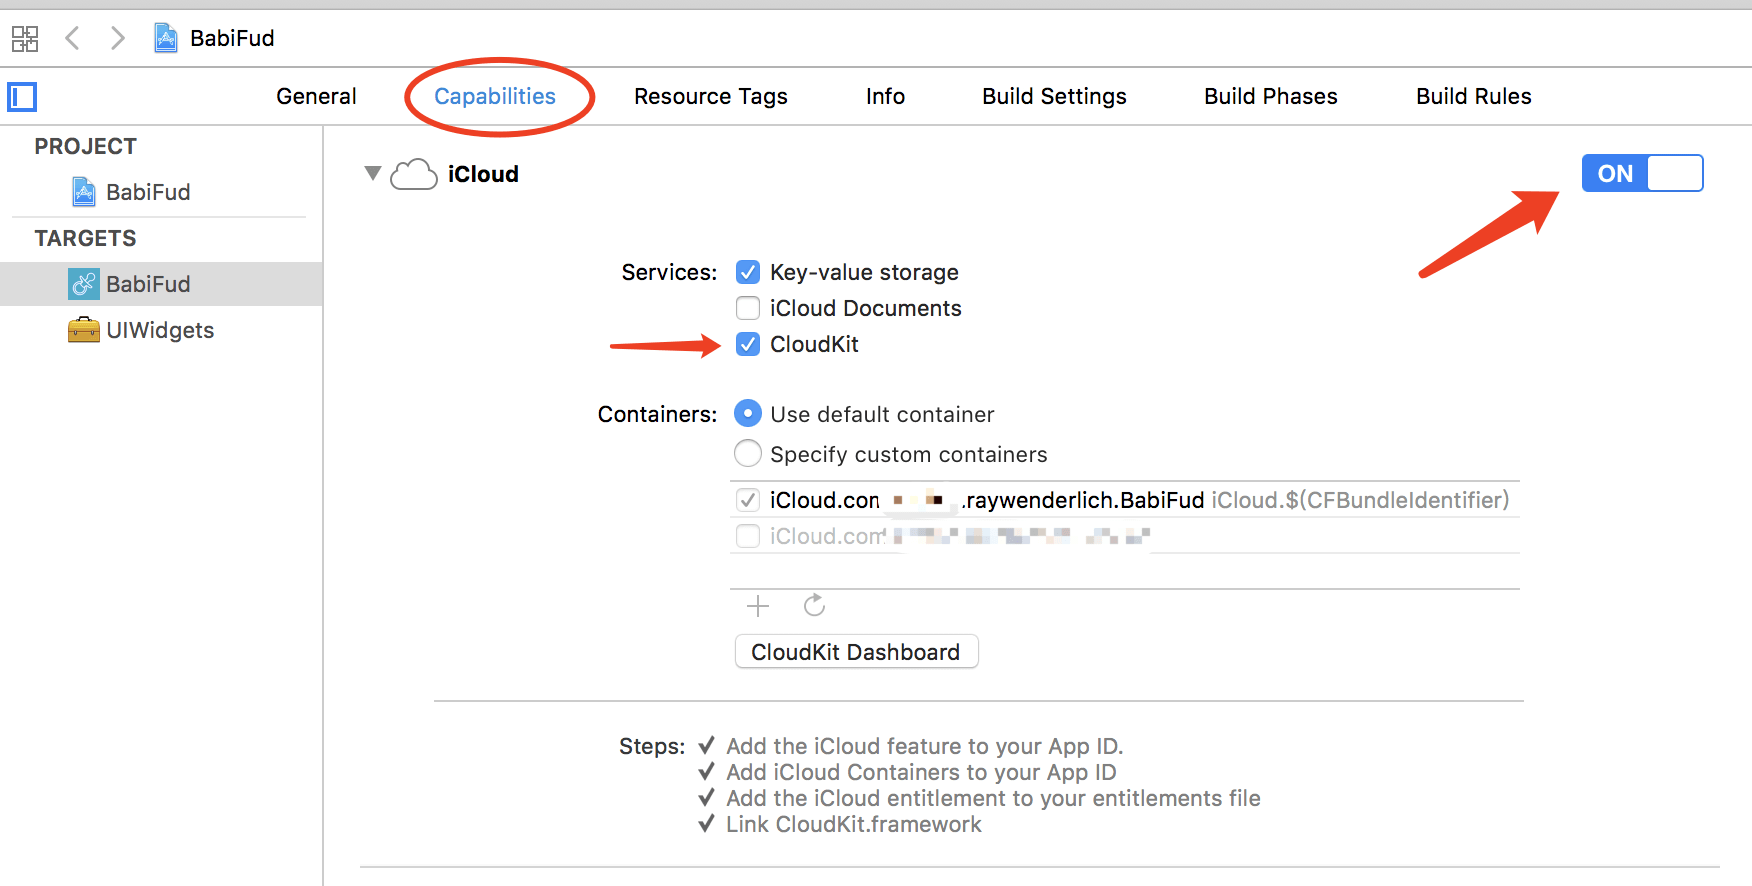 BabiFud
General Capabilities Resource Tags Info Build Settings Build Phases Build Rules
PROJECT
BabiFud
TARGETS
BabiFud
UIWidgets
iCloud
ON
Services: Key-value storage
iCloud Documents
CloudKit
Containers: Use default container
Specify custom containers
iCloud.com .raywenderlich.BabiFud iCloud.$(CFBundleIdentifier)
iCloud.com
CloudKit Dashboard
Steps: ✓ Add the iCloud feature to your App ID.
✓ Add iCloud Containers to your App ID
✓ Add the iCloud entitlement to your entitlements file
✓ Link CloudKit.framework